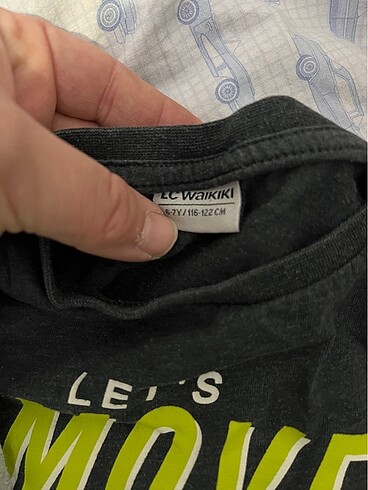 LC WAIKIKI
6-7Y / 116-122 CM
LET'S
MOVE